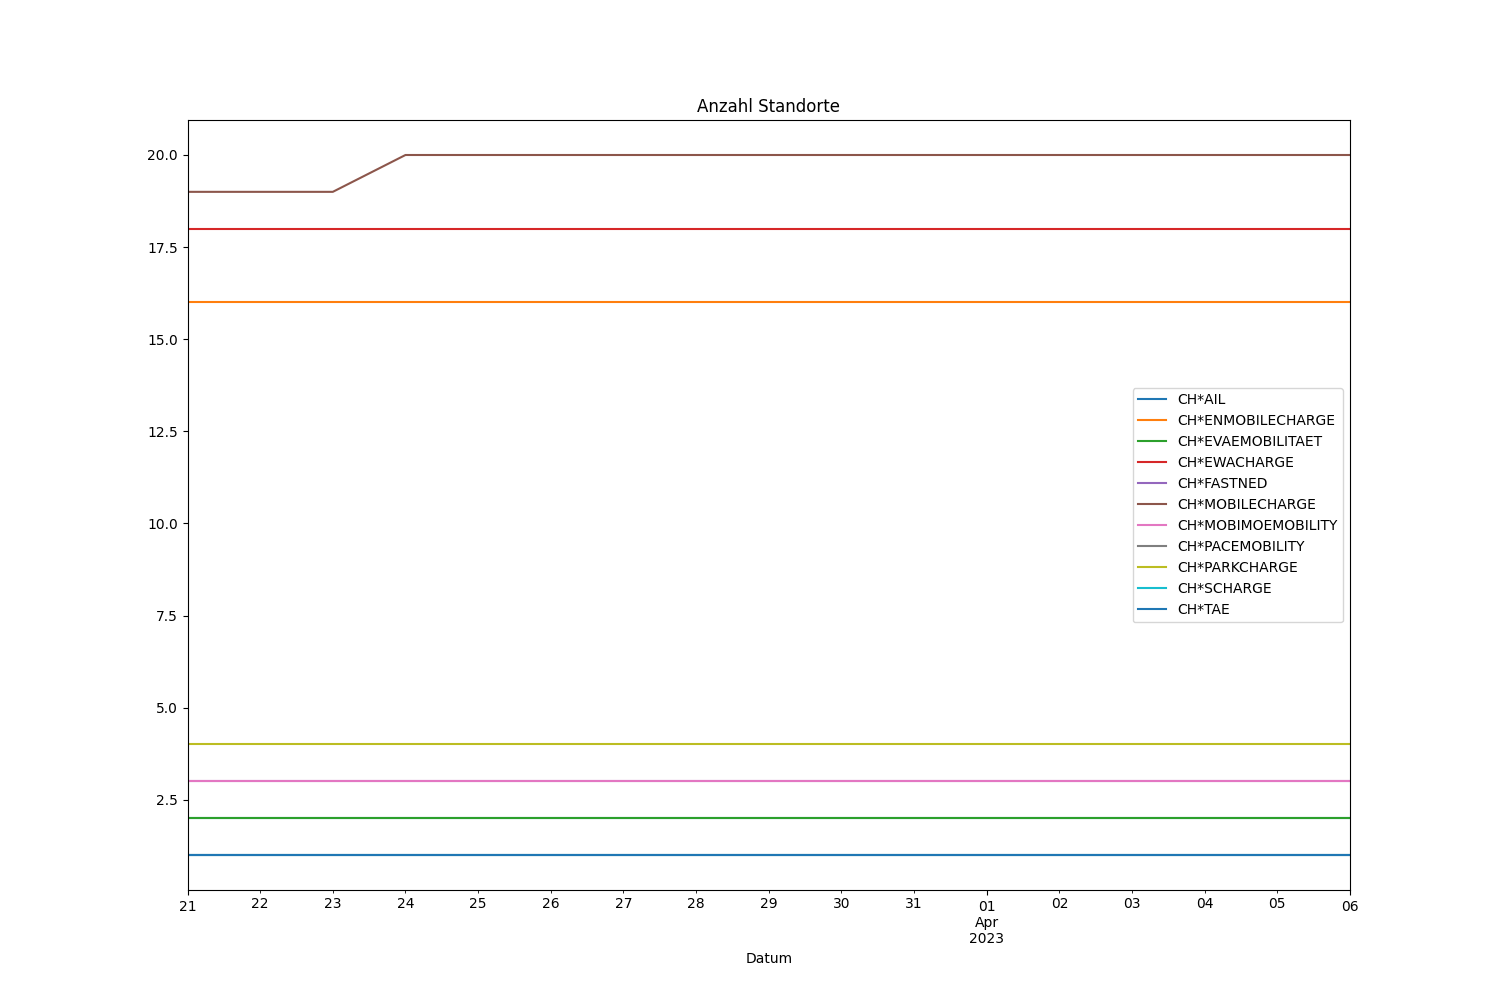 Anzahl Standorte
20.0
17.5
15.0
12.5
10.0
7.5
5.0
2.5
CH*AIL
CH*ENMOBILECHARGE
CH*EVAEMOBILITAET
CH*EWACHARGE
CH*FASTNED
CH*MOBILECHARGE
CH*MOBIMOEMOBILITY
CH*PACEMOBILITY
CH*PARKCHARGE
CH*SCHARGE
CH*TAE
21 22 23 24 25 26 27 28 29 30 31 01 02 03 04 05 06
Apr
2023
Datum